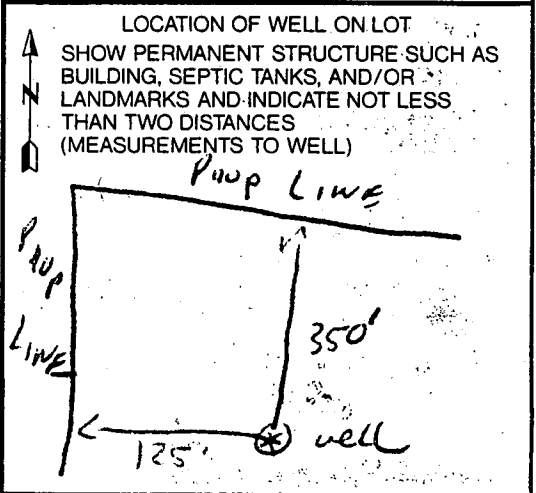 LOCATION OF WELL ON LOT
SHOW PERMANENT STRUCTURE SUCH AS
BUILDING, SEPTIC TANKS, AND/OR
N LANDMARKS AND INDICATE NOT LESS
THAN TWO DISTANCES
(MEASUREMENTS TO WELL)
PROP LINE
PROP
LINE
350'
125'
well